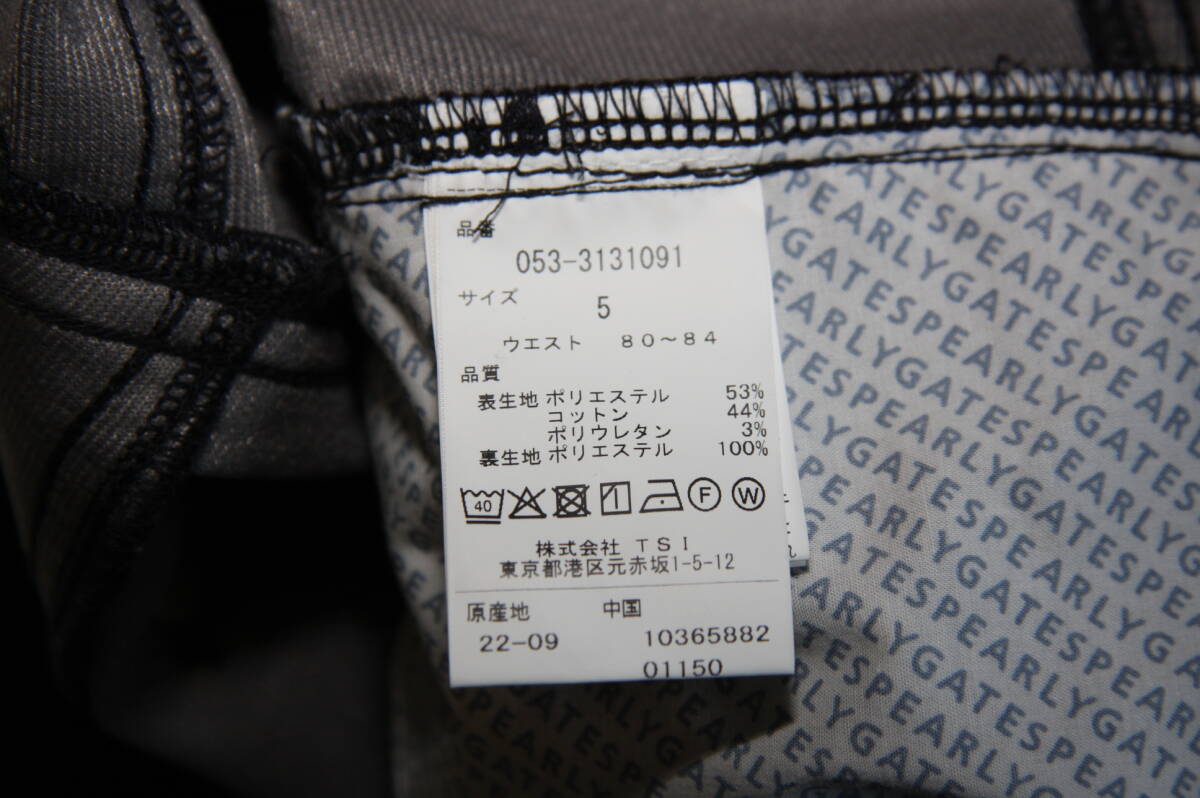 品番
053-3131091
サイズ 5
ウエスト 80～84
品質
表生地 ポリエステル 53%
コットン 44%
ポリウレタン 3%
裏生地 ポリエステル 100%
40 F W
株式会社 TSI
東京都港区元赤坂1-5-12
原産地 中国
22-09 10365882
01150
PEARLYGATES